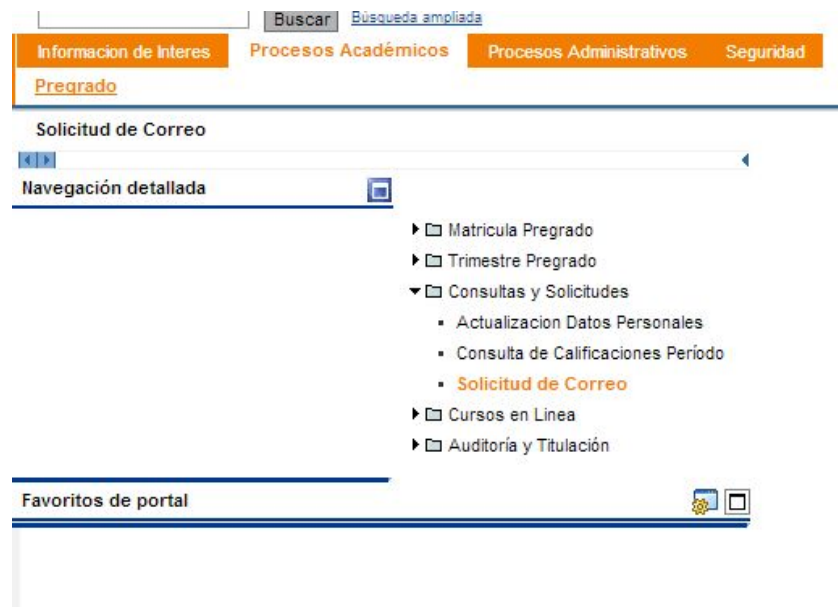 Buscar Búsqueda ampliada
Informacion de Interes Procesos Académicos Procesos Administrativos Seguridad
Pregrado
Solicitud de Correo
Navegación detallada
Matricula Pregrado
Trimestre Pregrado
Consultas y Solicitudes
Actualizacion Datos Personales
Consulta de Calificaciones Período
Solicitud de Correo
Cursos en Linea
Auditoría y Titulación
Favoritos de portal